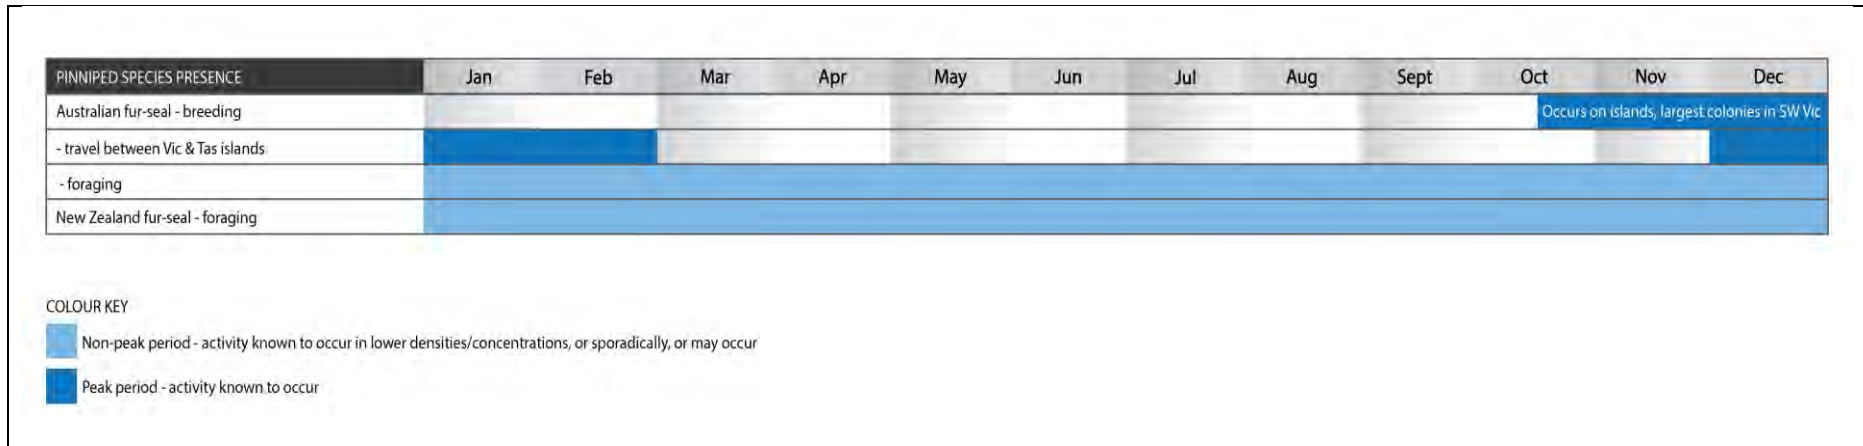 PINNIPED SPECIES PRESENCE Jan Feb Mar Apr May Jun Jul Aug Sept Oct Nov Dec
Australian fur-seal - breeding Occurs on islands, largest colonies in SW Vic
- travel between Vic & Tas islands
- foraging
New Zealand fur-seal - foraging
COLOUR KEY
Non-peak period - activity known to occur in lower densities/concentrations, or sporadically, or may occur
Peak period - activity known to occur